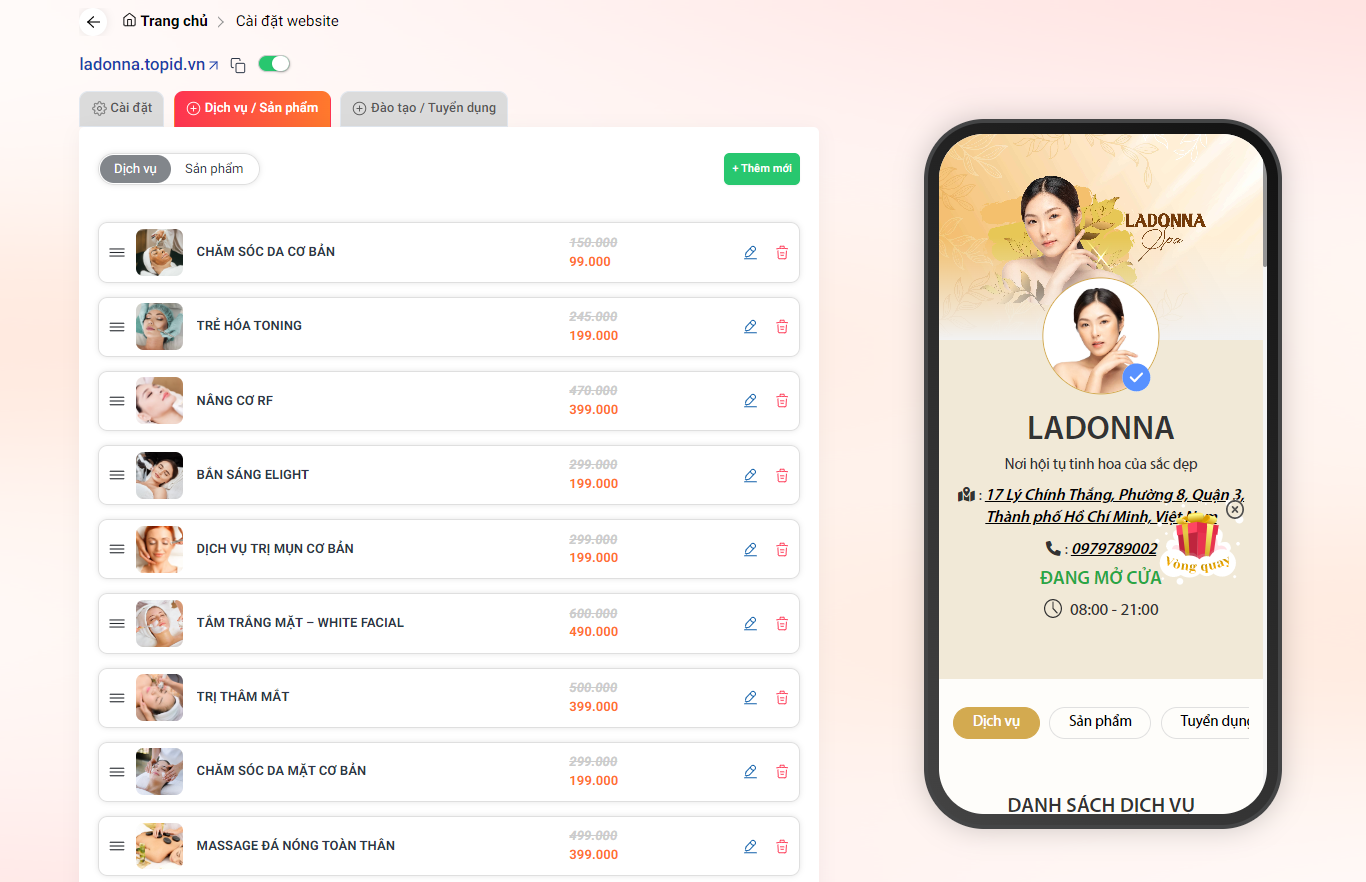 Trang chủ > Cài đặt website
ladonna.topid.vn
Cài đặt
Dịch vụ / Sản phẩm
Đào tạo / Tuyển dụng
Dịch vụ
Sản phẩm
+ Thêm mới
CHĂM SÓC DA CƠ BẢN
150.000
99.000
TRẺ HÓA TONING
245.000
199.000
NÂNG CƠ RF
470.000
399.000
BẮN SÁNG ELIGHT
299.000
199.000
DỊCH VỤ TRỊ MỤN CƠ BẢN
299.000
199.000
TẮM TRẮNG MẶT – WHITE FACIAL
600.000
490.000
TRỊ THÂM MẮT
500.000
399.000
CHĂM SÓC DA MẶT CƠ BẢN
299.000
199.000
MASSAGE ĐÁ NÓNG TOÀN THÂN
499.000
399.000
LADONNA
Spa
LADONNA
Nơi hội tụ tinh hoa của sắc đẹp
: 17 Lý Chính Thắng, Phường 8, Quận 3,
Thành phố Hồ Chí Minh, Việt Nam
: 0979789002
Vòng quay
ĐANG MỞ CỬA
08:00 - 21:00
Dịch vụ
Sản phẩm
Tuyển dụng
DANH SÁCH DỊCH VỤ